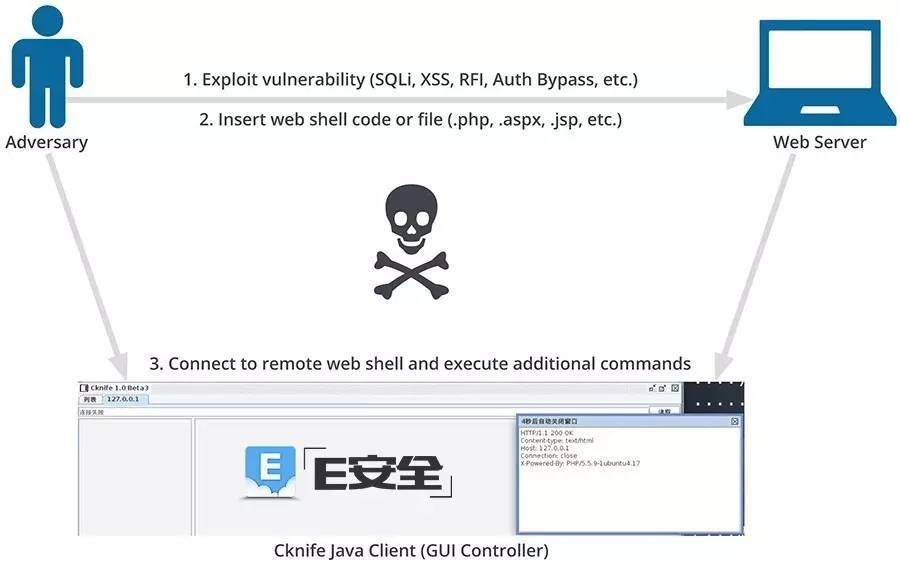 1. Exploit vulnerability (SQLi, XSS, RFI, Auth Bypass, etc.)
2. Insert web shell code or file (.php, .aspx, .jsp, etc.)
Adversary
Web Server
3. Connect to remote web shell and execute additional commands
Cknife 1.0 Beta3
列表 127.0.0.1
连接失败 读取
4秒后自动关闭窗口
HTTP/1.1 200 OK
Content-type: text/html
Host: 127.0.0.1
Connection: close
X-Powered-By: PHP/5.5.9-1ubuntu4.17
E
E安全
Cknife Java Client (GUI Controller)